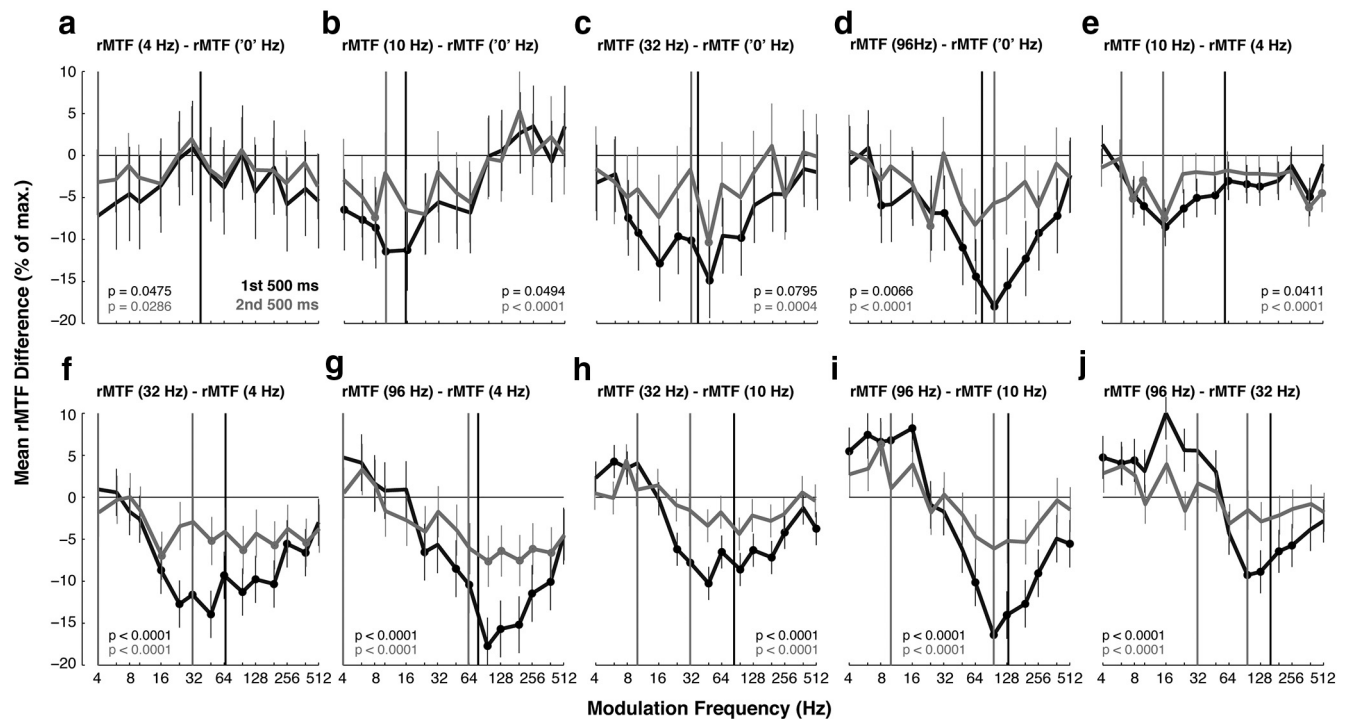 a
rMTF (4 Hz) - rMTF ('0' Hz)
b
rMTF (10 Hz) - rMTF ('0' Hz)
c
rMTF (32 Hz) - rMTF ('0' Hz)
d
rMTF (96Hz) - rMTF ('0' Hz)
e
rMTF (10 Hz) - rMTF (4 Hz)
Mean rMTF Difference (% of max.)
10
5
0
−5
−10
−15
−20
p = 0.0475
p = 0.0286
1st 500 ms
2nd 500 ms
p = 0.0494
p < 0.0001
p = 0.0795
p = 0.0004
p = 0.0066
p < 0.0001
p = 0.0411
p < 0.0001
f
rMTF (32 Hz) - rMTF (4 Hz)
g
rMTF (96 Hz) - rMTF (4 Hz)
h
rMTF (32 Hz) - rMTF (10 Hz)
i
rMTF (96 Hz) - rMTF (10 Hz)
j
rMTF (96 Hz) - rMTF (32 Hz)
10
5
0
−5
−10
−15
−20
p < 0.0001
p < 0.0001
p < 0.0001
p < 0.0001
p < 0.0001
p < 0.0001
p < 0.0001
p < 0.0001
p < 0.0001
p < 0.0001
4 8 16 32 64 128 256 512
4 8 16 32 64 128 256 512
4 8 16 32 64 128 256 512
4 8 16 32 64 128 256 512
4 8 16 32 64 128 256 512
Modulation Frequency (Hz)